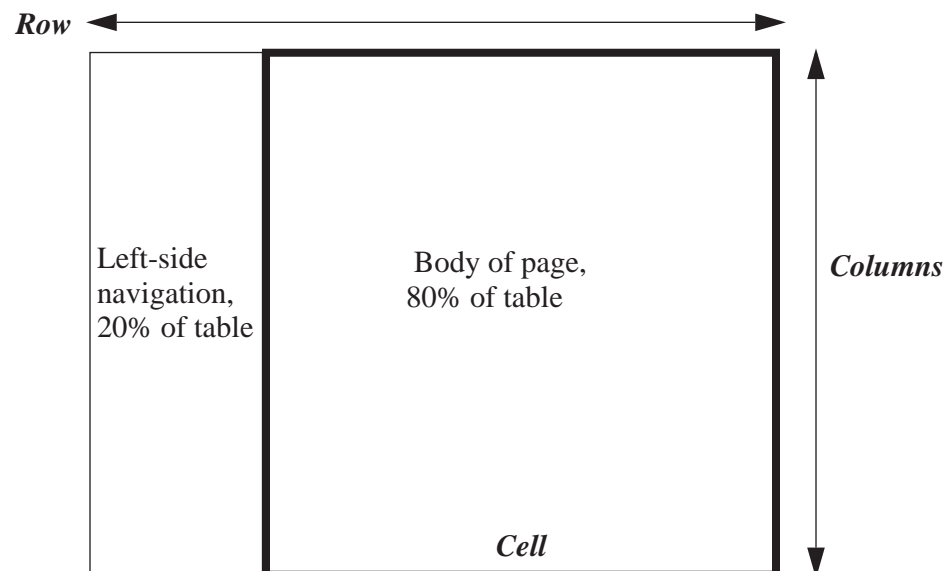 Row
Left-side
navigation,
20% of table
Body of page,
80% of table
Columns
Cell